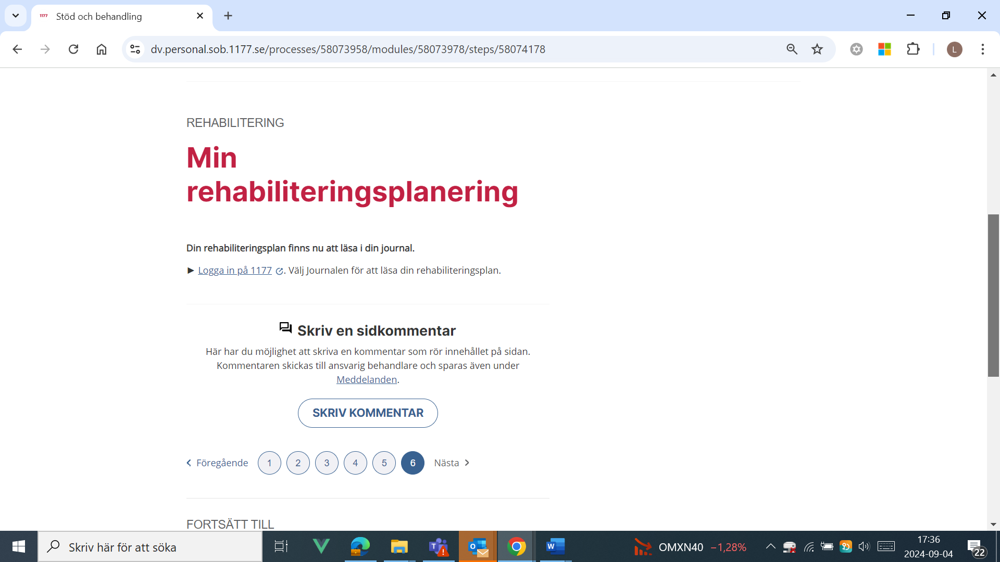 1177 Stöd och behandling
dv.personal.sob.1177.se/processes/58073958/modules/58073978/steps/58074178
L
REHABILITERING
Min
rehabiliteringsplanering
Din rehabiliteringsplan finns nu att läsa i din journal.
► Logga in på 1177. Välj Journalen för att läsa din rehabiliteringsplan.
Skriv en sidkommentar
Här har du möjlighet att skriva en kommentar som rör innehållet på sidan.
Kommentaren skickas till ansvarig behandlare och sparas även under
Meddelanden.
SKRIV KOMMENTAR
Föregående 1 2 3 4 5 6 Nästa
FORTSÄTT TILL
Skriv här för att söka
OMXN40 −1,28%
17:36
2024-09-04
22